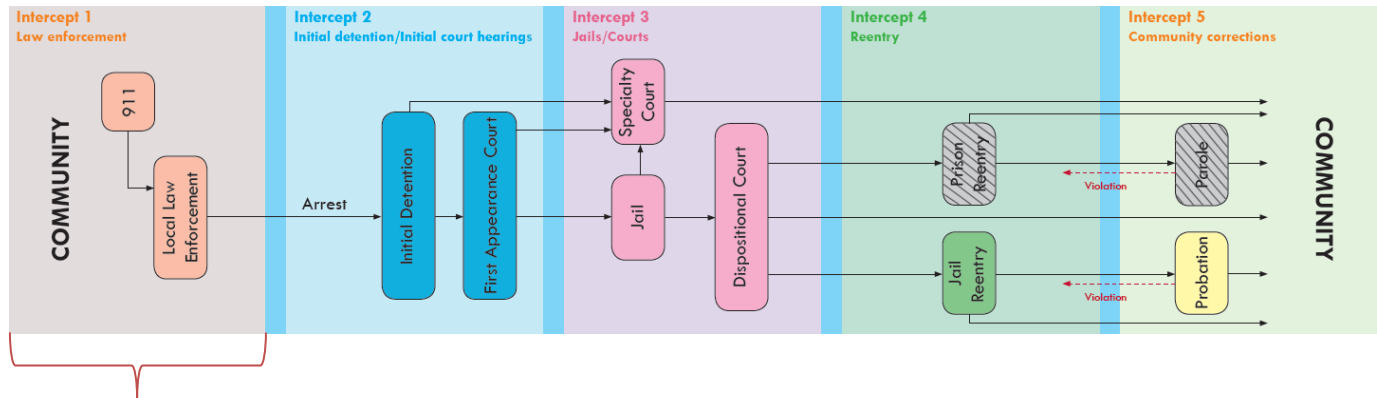 Intercept 1
Law enforcement
COMMUNITY
911
Local Law
Enforcement
Arrest
Intercept 2
Initial detention/Initial court hearings
Initial Detention
First Appearance Court
Intercept 3
Jails/Courts
Specialty
Court
Jail
Dispositional Court
Intercept 4
Reentry
Prison
Reentry
Violation
Jail
Reentry
Violation
Intercept 5
Community corrections
Parole
Probation
COMMUNITY